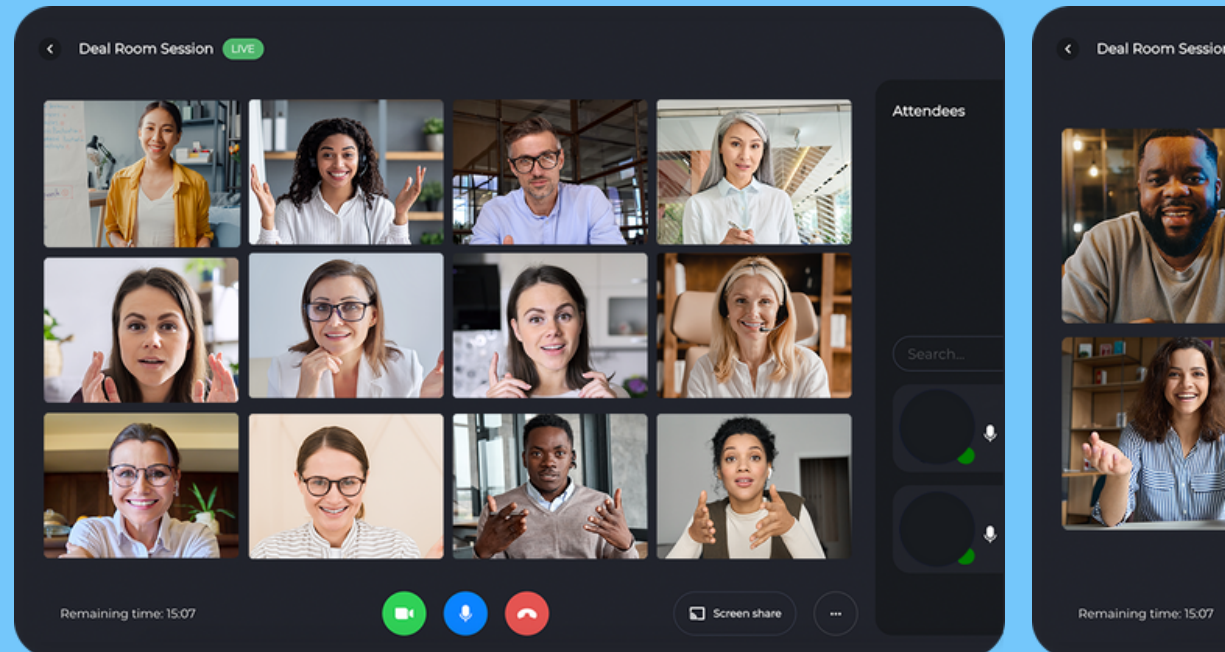 Deal Room Session LIVE
Attendees
Search...
Remaining time: 15:07
Screen share
Deal Room Session
Remaining time: 15:07